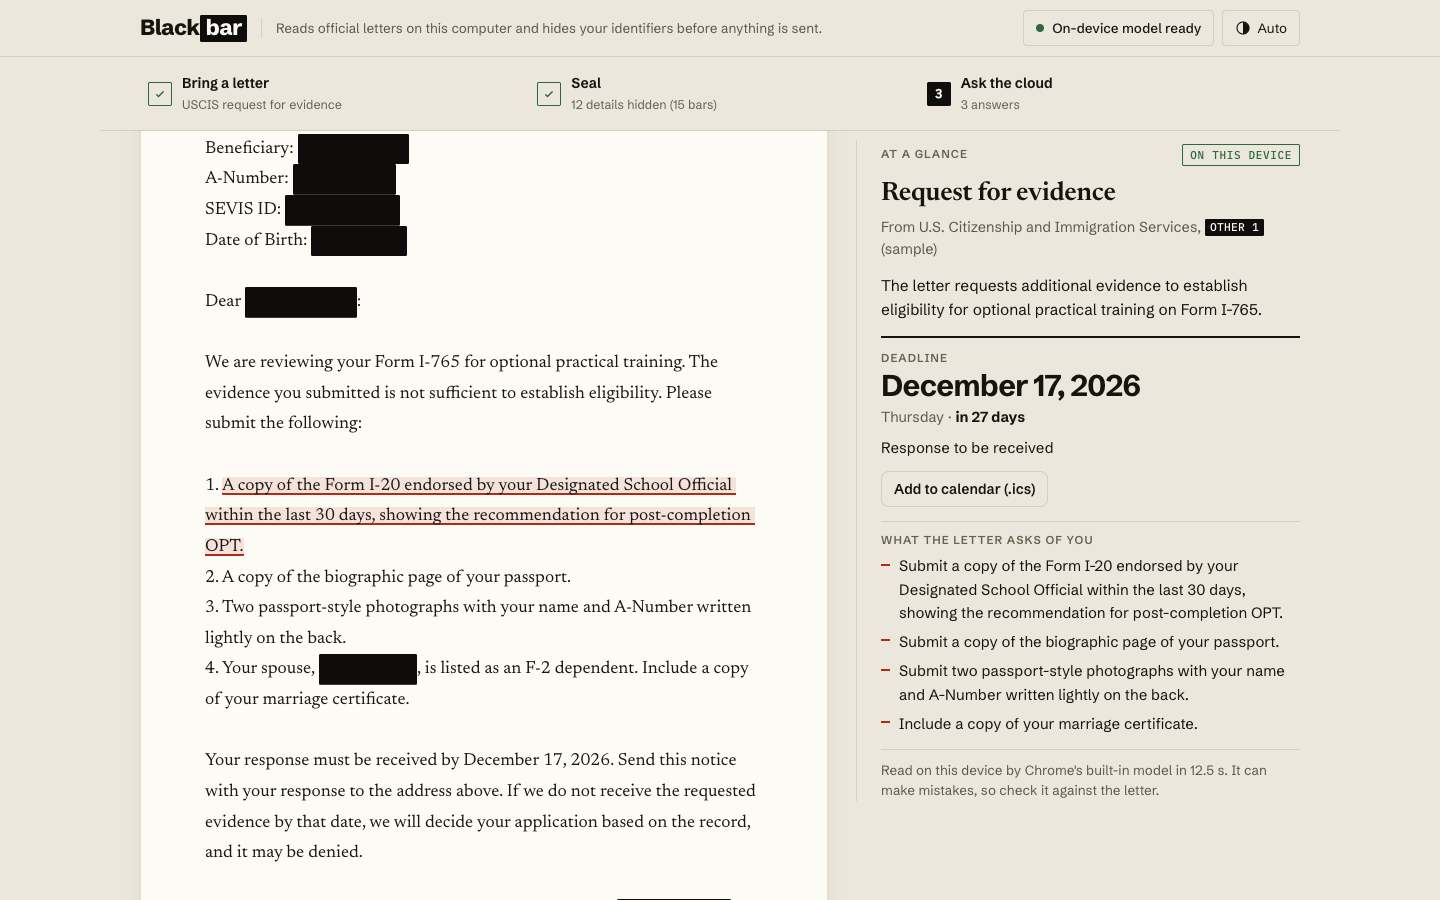 Blackbar
Reads official letters on this computer and hides your identifiers before anything is sent.
On-device model ready
Auto
Bring a letter
USCIS request for evidence
Seal
12 details hidden (15 bars)
3
Ask the cloud
3 answers
Beneficiary:
A-Number:
SEVIS ID:
Date of Birth:
Dear :
We are reviewing your Form I-765 for optional practical training. The
evidence you submitted is not sufficient to establish eligibility. Please
submit the following:
1. A copy of the Form I-20 endorsed by your Designated School Official
within the last 30 days, showing the recommendation for post-completion
OPT.
2. A copy of the biographic page of your passport.
3. Two passport-style photographs with your name and A-Number written
lightly on the back.
4. Your spouse, , is listed as an F-2 dependent. Include a copy
of your marriage certificate.
Your response must be received by December 17, 2026. Send this notice
with your response to the address above. If we do not receive the requested
evidence by that date, we will decide your application based on the record,
and it may be denied.
AT A GLANCE
ON THIS DEVICE
Request for evidence
From U.S. Citizenship and Immigration Services, OTHER 1
(sample)
The letter requests additional evidence to establish
eligibility for optional practical training on Form I-765.
DEADLINE
December 17, 2026
Thursday · in 27 days
Response to be received
Add to calendar (.ics)
WHAT THE LETTER ASKS OF YOU
Submit a copy of the Form I-20 endorsed by your
Designated School Official within the last 30 days,
showing the recommendation for post-completion OPT.
Submit a copy of the biographic page of your passport.
Submit two passport-style photographs with your name
and A-Number written lightly on the back.
Include a copy of your marriage certificate.
Read on this device by Chrome's built-in model in 12.5 s. It can
make mistakes, so check it against the letter.